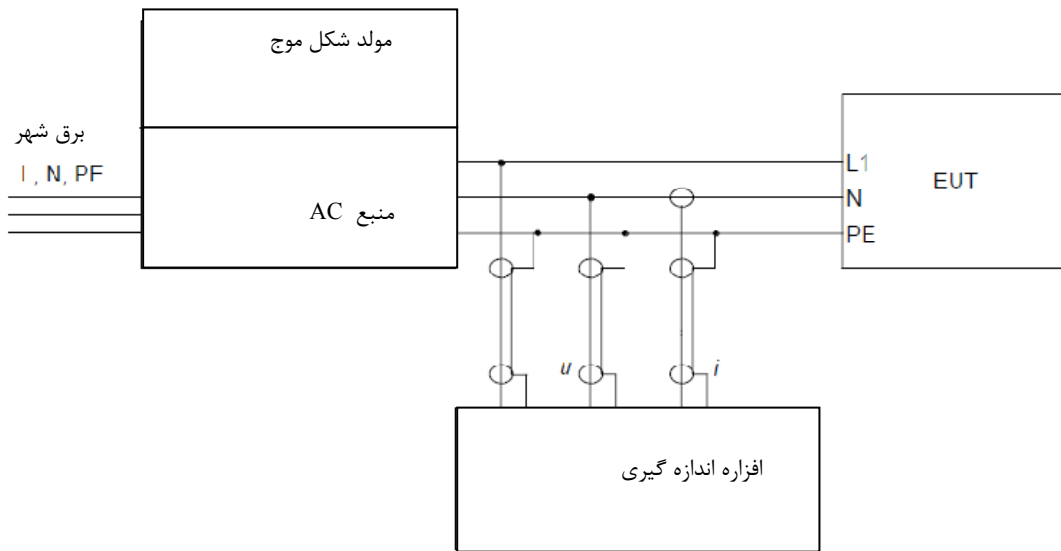 مولد شکل موج
برق شهر
l , N, PF
منبع AC
L1
N
PE
EUT
u
i
افزاره اندازه گیری